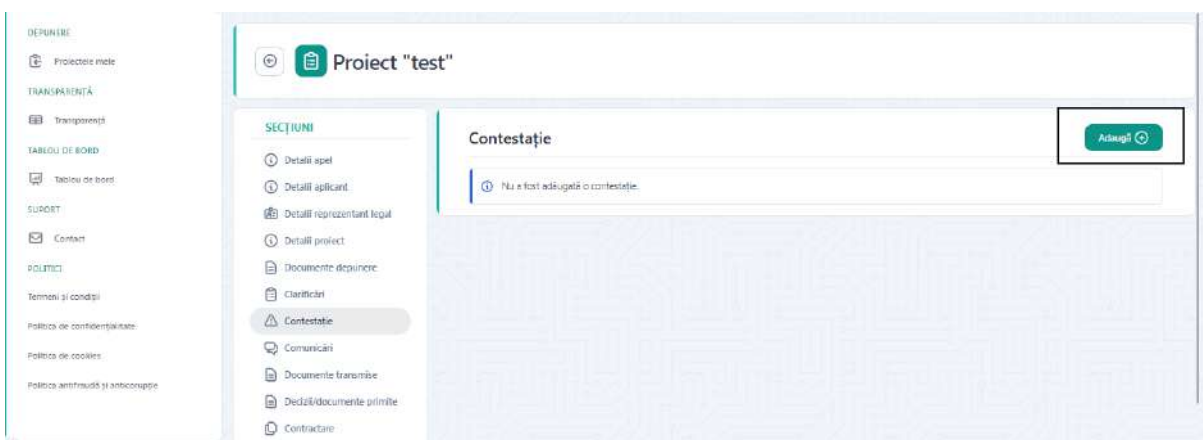 DEPUNERE
Proiectele mele
TRANSPARENȚĂ
Transparență
TABLOU DE BORD
Tablou de bord
SUPORT
Contact
POLITICI
Termeni și condiții
Politica de confidențialitate
Politica de cookies
Politica antifraudă și anticorupție
Proiect "test"
SECȚIUNI
Detalii apel
Detalii aplicant
Detalii reprezentant legal
Detalii proiect
Documente depunere
Clarificări
Contestație
Comunicări
Documente transmise
Decizii/documente primite
Contractare
Contestație
Adaugă
Nu a fost adăugată o contestație.